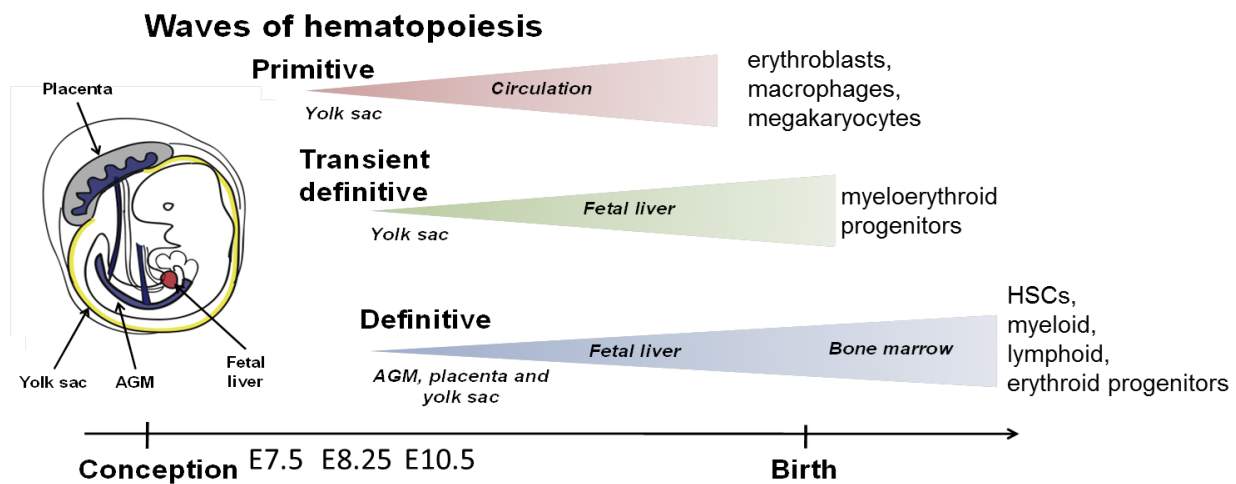 Waves of hematopoiesis
Placenta
Yolk sac
AGM
Fetal
liver
Primitive
Circulation
Yolk sac
erythroblasts,
macrophages,
megakaryocytes
Transient
definitive
Fetal liver
Yolk sac
myeloerythroid
progenitors
Definitive
Fetal liver
Bone marrow
AGM, placenta and
yolk sac
HSCs,
myeloid,
lymphoid,
erythroid progenitors
Conception
E7.5
E8.25
E10.5
Birth